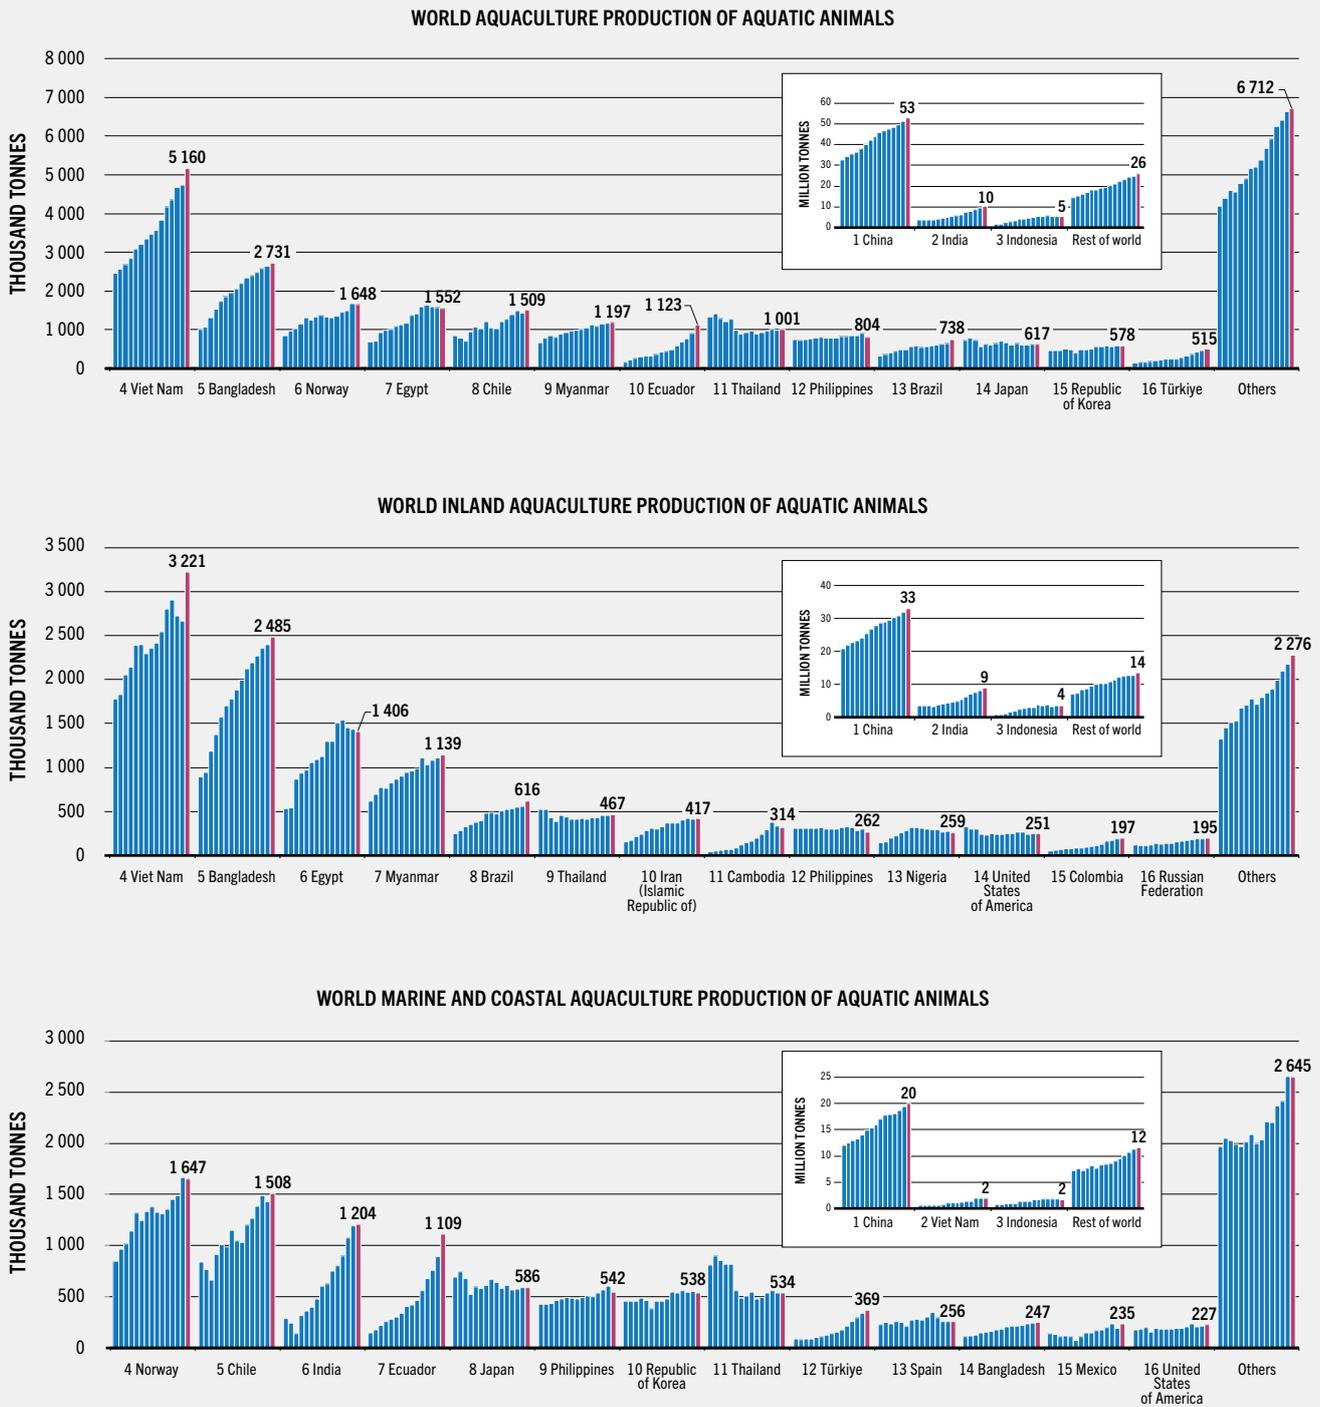 WORLD AQUACULTURE PRODUCTION OF AQUATIC ANIMALS
THOUSAND TONNES
8 000
7 000
6 000
5 000
4 000
3 000
2 000
1 000
0
5 160
2 731
1 648
1 552
1 509
1 197
1 123
1 001
804
738
617
578
515
6 712
4 Viet Nam
5 Bangladesh
6 Norway
7 Egypt
8 Chile
9 Myanmar
10 Ecuador
11 Thailand
12 Philippines
13 Brazil
14 Japan
15 Republic
of Korea
16 Türkiye
Others
MILLION TONNES
60
50
40
30
20
10
0
53
10
5
26
1 China
2 India
3 Indonesia
Rest of world
WORLD INLAND AQUACULTURE PRODUCTION OF AQUATIC ANIMALS
THOUSAND TONNES
3 500
3 000
2 500
2 000
1 500
1 000
500
0
3 221
2 485
1 406
1 139
616
467
417
314
262
259
251
197
195
2 276
4 Viet Nam
5 Bangladesh
6 Egypt
7 Myanmar
8 Brazil
9 Thailand
10 Iran
(Islamic
Republic of)
11 Cambodia
12 Philippines
13 Nigeria
14 United
States
of America
15 Colombia
16 Russian
Federation
Others
MILLION TONNES
40
30
20
10
0
33
9
4
14
1 China
2 India
3 Indonesia
Rest of world
WORLD MARINE AND COASTAL AQUACULTURE PRODUCTION OF AQUATIC ANIMALS
THOUSAND TONNES
3 000
2 500
2 000
1 500
1 000
500
0
1 647
1 508
1 204
1 109
586
542
538
534
369
256
247
235
227
2 645
4 Norway
5 Chile
6 India
7 Ecuador
8 Japan
9 Philippines
10 Republic
of Korea
11 Thailand
12 Türkiye
13 Spain
14 Bangladesh
15 Mexico
16 United
States
of America
Others
MILLION TONNES
25
20
15
10
5
0
20
2
2
12
1 China
2 Viet Nam
3 Indonesia
Rest of world